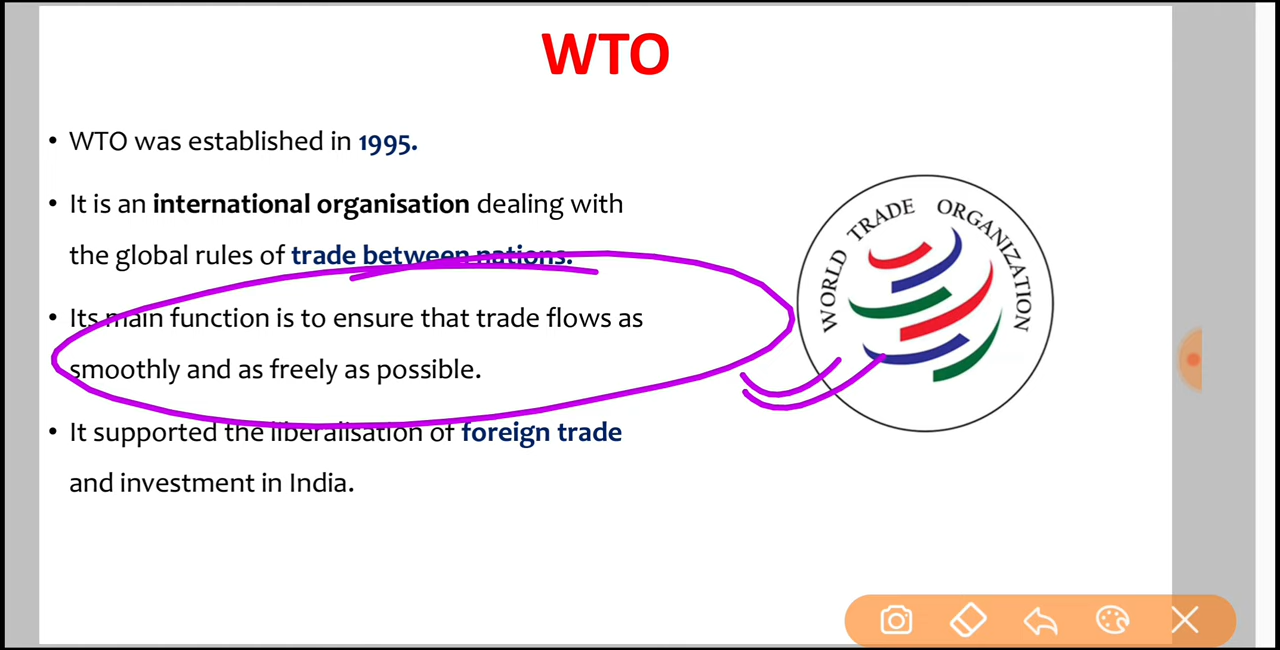 WTO
• WTO was established in 1995.
• It is an international organisation dealing with
the global rules of trade between nations.
• Its main function is to ensure that trade flows as
smoothly and as freely as possible.
• It supported the liberalisation of foreign trade
and investment in India.
WORLD TRADE ORGANIZATION